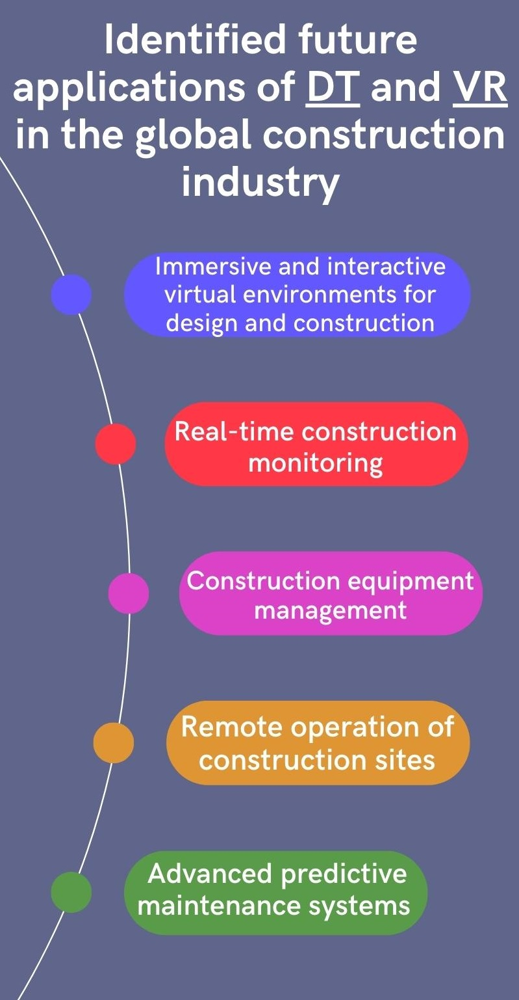 Identified future
applications of DT and VR
in the global construction
industry
Immersive and interactive
virtual environments for
design and construction
Real-time construction
monitoring
Construction equipment
management
Remote operation of
construction sites
Advanced predictive
maintenance systems